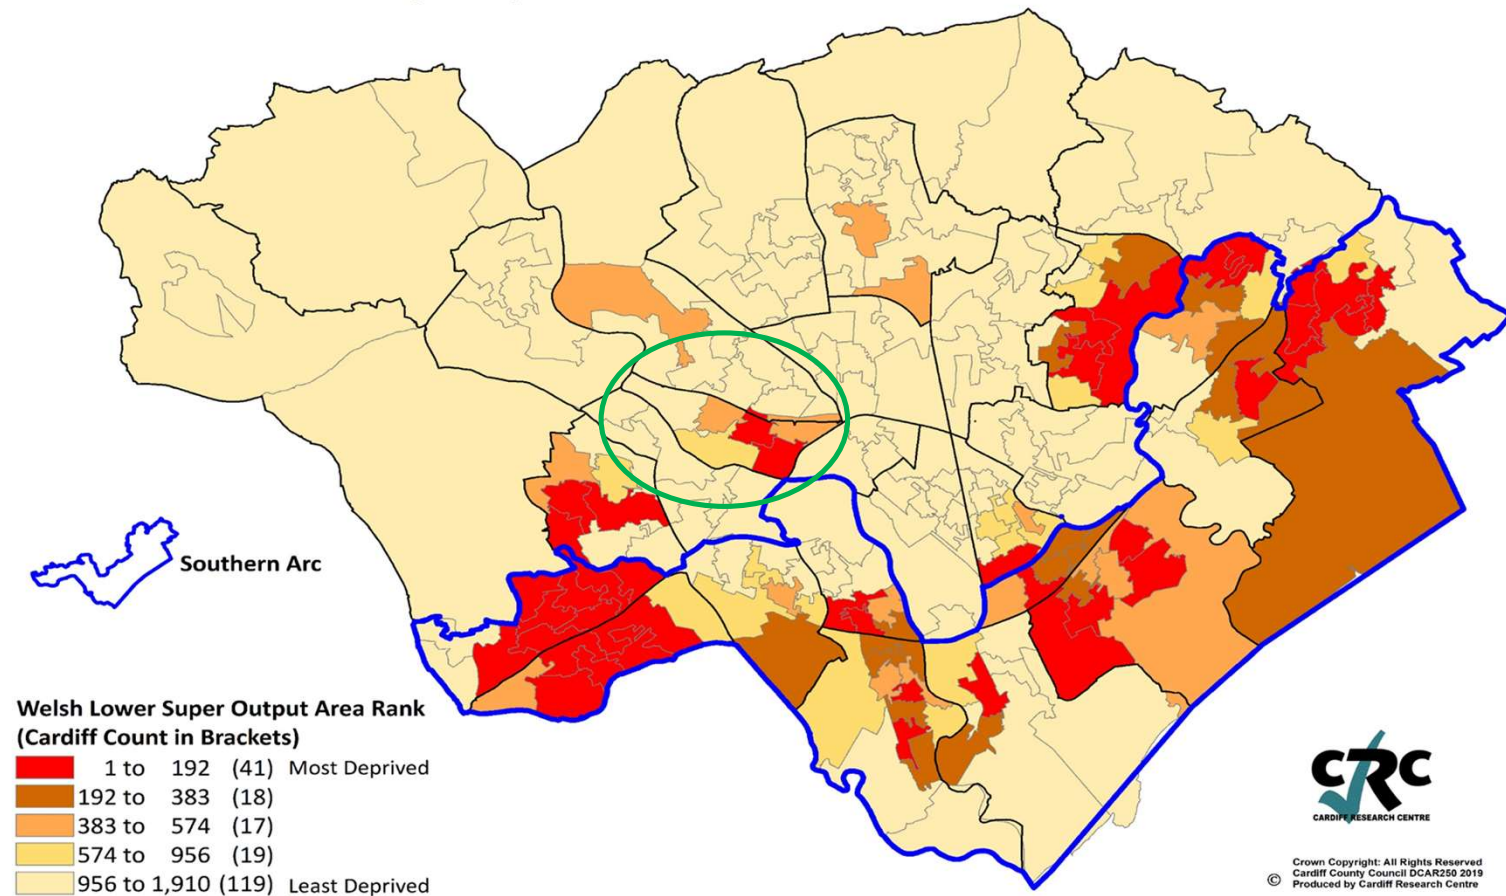 Southern Arc
Welsh Lower Super Output Area Rank
(Cardiff Count in Brackets)
1 to 192 (41) Most Deprived
192 to 383 (18)
383 to 574 (17)
574 to 956 (19)
956 to 1,910 (119) Least Deprived
CRC
CARDIFF RESEARCH CENTRE
Crown Copyright: All Rights Reserved
© Cardiff County Council DCAR250 2019
Produced by Cardiff Research Centre